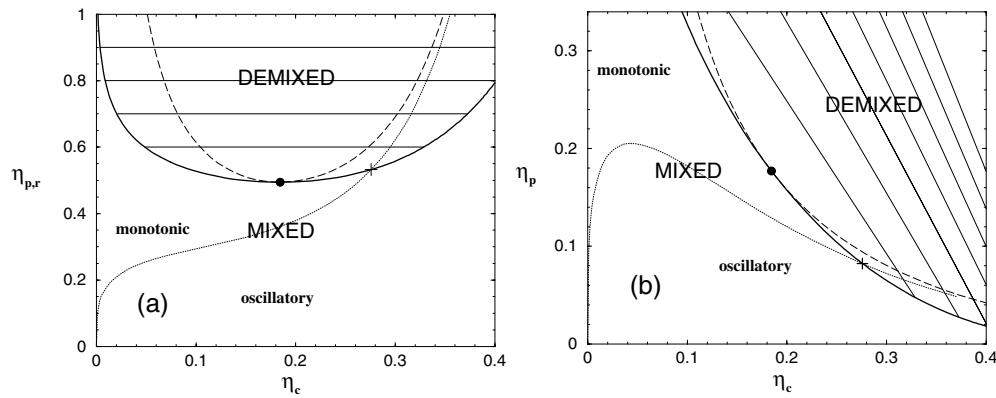 1
0.8
0.6
0.4
0.2
0
η_p,r
DEMIXED
MIXED
monotonic
oscillatory
(a)
0 0.1 0.2 0.3 0.4
η_c
0.3
0.2
0.1
0
η_p
monotonic
DEMIXED
MIXED
oscillatory
(b)
0 0.1 0.2 0.3 0.4
η_c